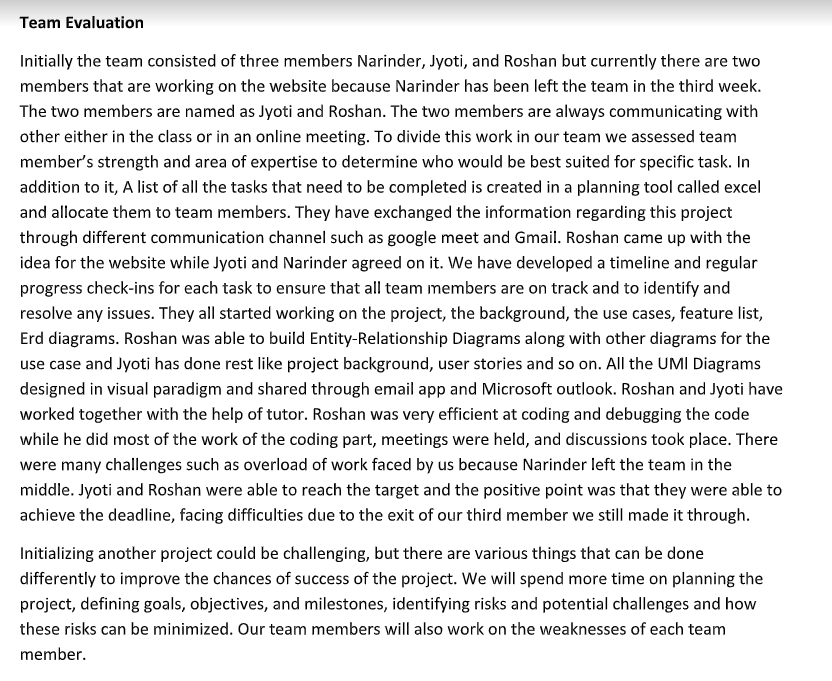 Team Evaluation
Initially the team consisted of three members Narinder, Jyoti, and Roshan but currently there are two
members that are working on the website because Narinder has been left the team in the third week.
The two members are named as Jyoti and Roshan. The two members are always communicating with
other either in the class or in an online meeting. To divide this work in our team we assessed team
member's strength and area of expertise to determine who would be best suited for specific task. In
addition to it, A list of all the tasks that need to be completed is created in a planning tool called excel
and allocate them to team members. They have exchanged the information regarding this project
through different communication channel such as google meet and Gmail. Roshan came up with the
idea for the website while Jyoti and Narinder agreed on it. We have developed a timeline and regular
progress check-ins for each task to ensure that all team members are on track and to identify and
resolve any issues. They all started working on the project, the background, the use cases, feature list,
Erd diagrams. Roshan was able to build Entity-Relationship Diagrams along with other diagrams for the
use case and Jyoti has done rest like project background, user stories and so on. All the UMl Diagrams
designed in visual paradigm and shared through email app and Microsoft outlook. Roshan and Jyoti have
worked together with the help of tutor. Roshan was very efficient at coding and debugging the code
while he did most of the work of the coding part, meetings were held, and discussions took place. There
were many challenges such as overload of work faced by us because Narinder left the team in the
middle. Jyoti and Roshan were able to reach the target and the positive point was that they were able to
achieve the deadline, facing difficulties due to the exit of our third member we still made it through.
Initializing another project could be challenging, but there are various things that can be done
differently to improve the chances of success of the project. We will spend more time on planning the
project, defining goals, objectives, and milestones, identifying risks and potential challenges and how
these risks can be minimized. Our team members will also work on the weaknesses of each team
member.